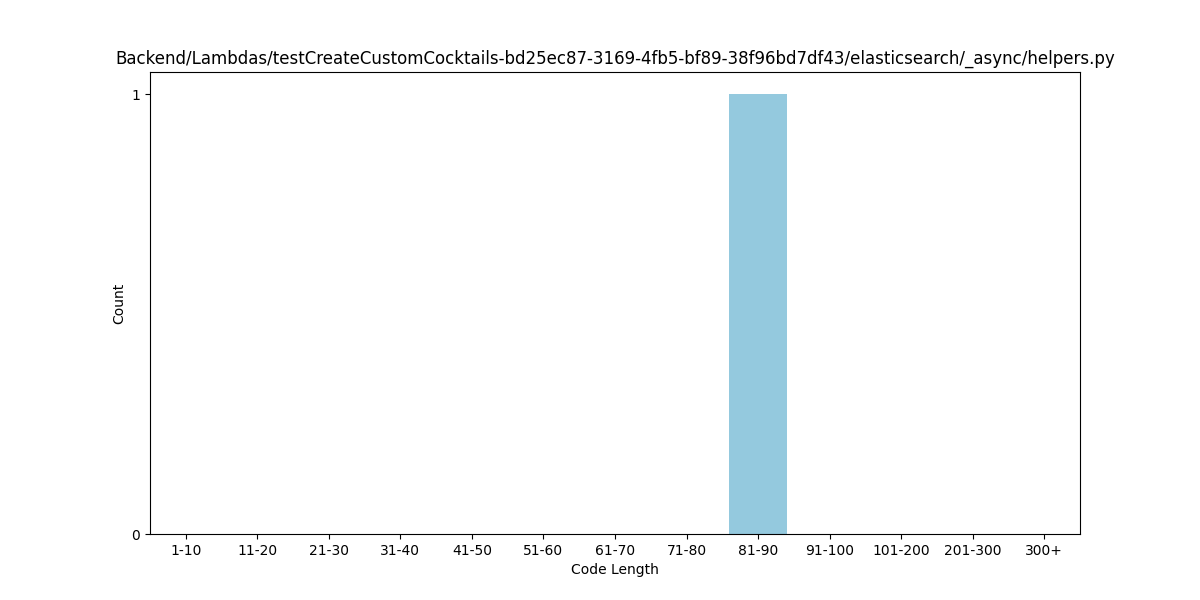 Backend/Lambdas/testCreateCustomCocktails-bd25ec87-3169-4fb5-bf89-38f96bd7df43/elasticsearch/_async/helpers.py
1
Count
0
1-10 11-20 21-30 31-40 41-50 51-60 61-70 71-80 81-90 91-100 101-200 201-300 300+
Code Length